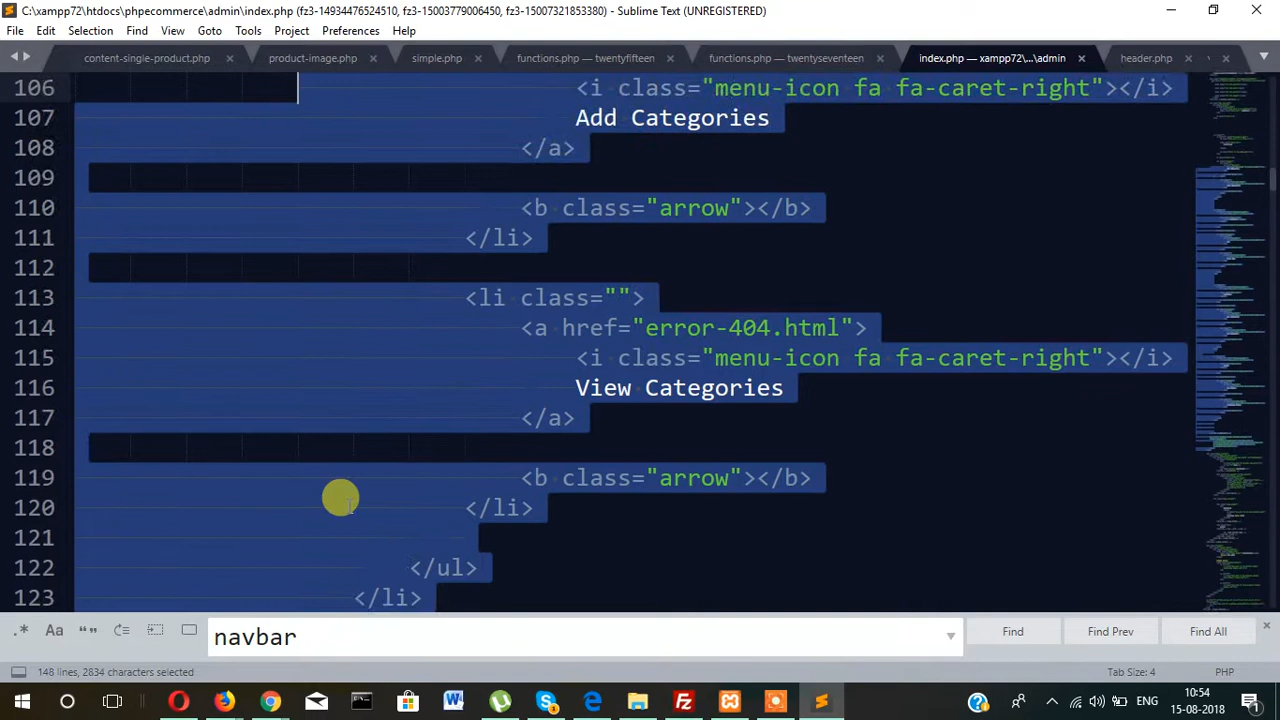 C:\xampp72\htdocs\phpecommerce\admin\index.php (fz3-14934476524510, fz3-15073779006450, fz3-15007321853380) - Sublime Text (UNREGISTERED)
File Edit Selection Find View Goto Tools Project Preferences Help
content-single-product.php product-image.php simple.php functions.php — twentyfifteen functions.php — twentyseventeen index.php — xampp72\...\admin header.php
106 <i class="menu-icon fa fa-caret-right"></i>
107 Add Categories
108 </a>
109
110 <b class="arrow"></b>
111 </li>
112
113 <li class="">
114 <a href="error-404.html">
115 <i class="menu-icon fa fa-caret-right"></i>
116 View Categories
117 </a>
118
119 <b class="arrow"></b>
120 </li>
121
122 </ul>
123 </li>
.* Aa “” navbar Find Find Prev Find All
148 lines, 2834 characters selected Tab Size: 4 PHP
ENG 10:54
15-08-2018